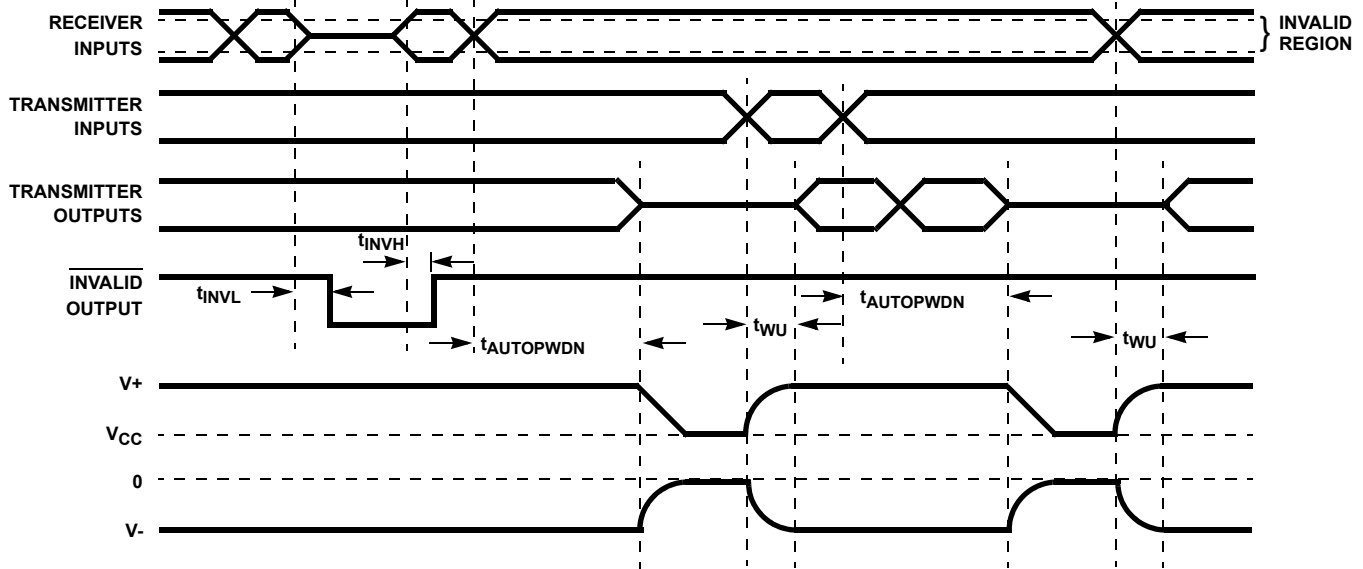 RECEIVER
INPUTS
} INVALID
REGION
TRANSMITTER
INPUTS
TRANSMITTER
OUTPUTS
tINVH
INVALID
OUTPUT
tINVL
tAUTOPWDN
tWU
tAUTOPWDN
tWU
V+
VCC
0
V-